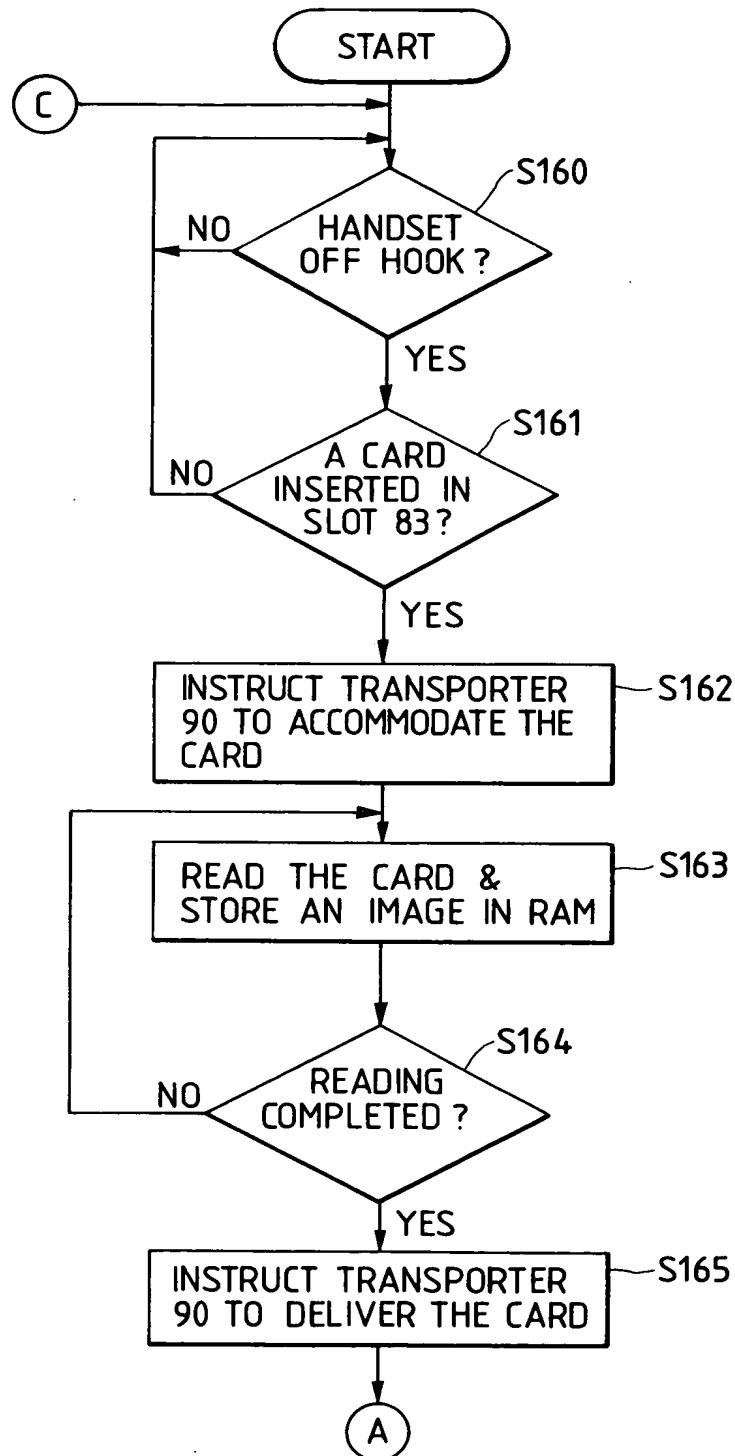 START
C
S160
NO
HANDSET
OFF HOOK ?
YES
S161
NO
A CARD
INSERTED IN
SLOT 83 ?
YES
S162
INSTRUCT TRANSPORTER
90 TO ACCOMMODATE THE
CARD
S163
READ THE CARD &
STORE AN IMAGE IN RAM
S164
NO
READING
COMPLETED ?
YES
S165
INSTRUCT TRANSPORTER
90 TO DELIVER THE CARD
A